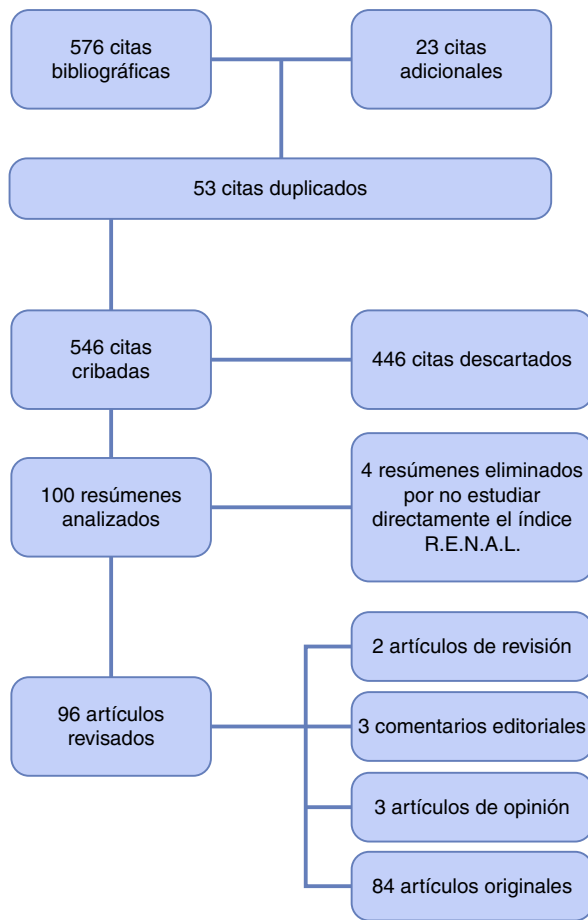 576 citas
bibliográficas
23 citas
adicionales
53 citas duplicados
546 citas
cribadas
446 citas descartados
100 resúmenes
analizados
4 resúmenes eliminados
por no estudiar
directamente el índice
R.E.N.A.L.
96 artículos
revisados
2 artículos de revisión
3 comentarios editoriales
3 artículos de opinión
84 artículos originales